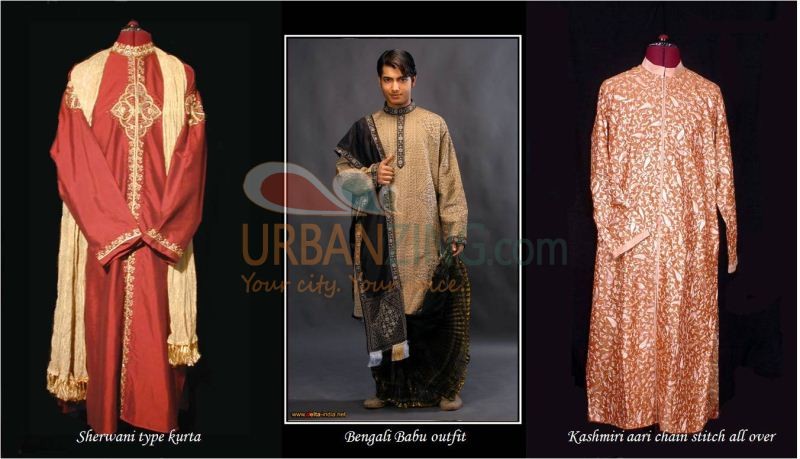 URBANZING.com
Your city. Your voice.
www.delta-india.net
Sherwani type kurta
Bengali Babu outfit
Kashmiri aari chain stitch all over